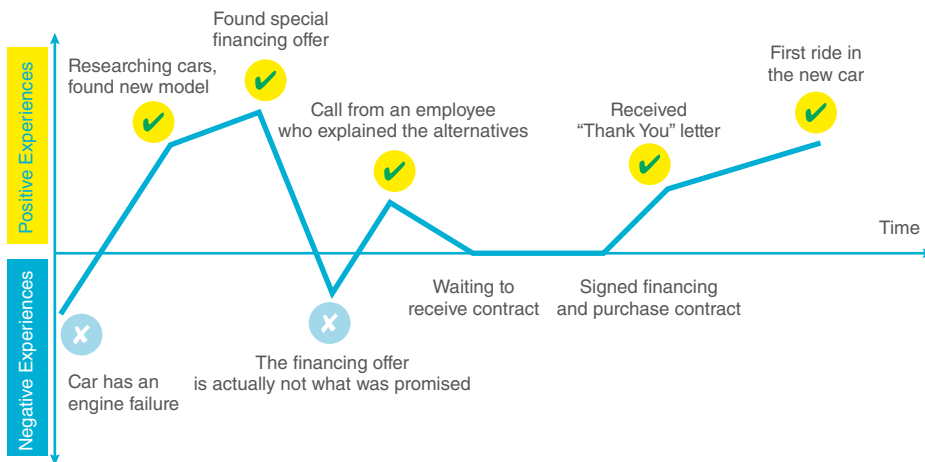 Positive Experiences
Negative Experiences
Found special
financing offer
Researching cars,
found new model
Call from an employee
who explained the alternatives
Received
“Thank You” letter
First ride in
the new car
Time
Car has an
engine failure
The financing offer
is actually not what was promised
Waiting to
receive contract
Signed financing
and purchase contract